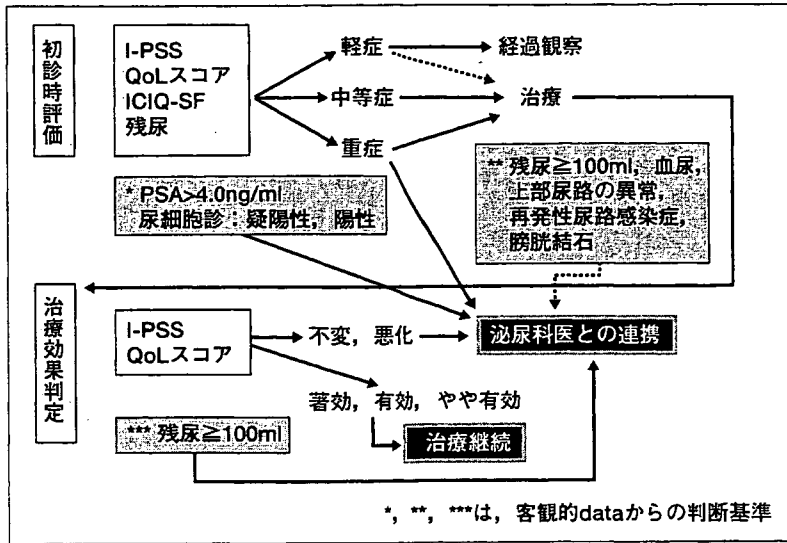 初診時評価
I-PSS
QoLスコア
ICIQ-SF
残尿
軽症
経過観察
中等症
治療
重症
* PSA>4.0ng/ml
尿細胞診：疑陽性，陽性
** 残尿≧100ml，血尿，
上部尿路の異常，
再発性尿路感染症，
膀胱結石
治療効果判定
I-PSS
QoLスコア
不変，悪化
泌尿科医との連携
著効，有効，やや有効
*** 残尿≧100ml
治療継続
*，**，***は，客観的dataからの判断基準